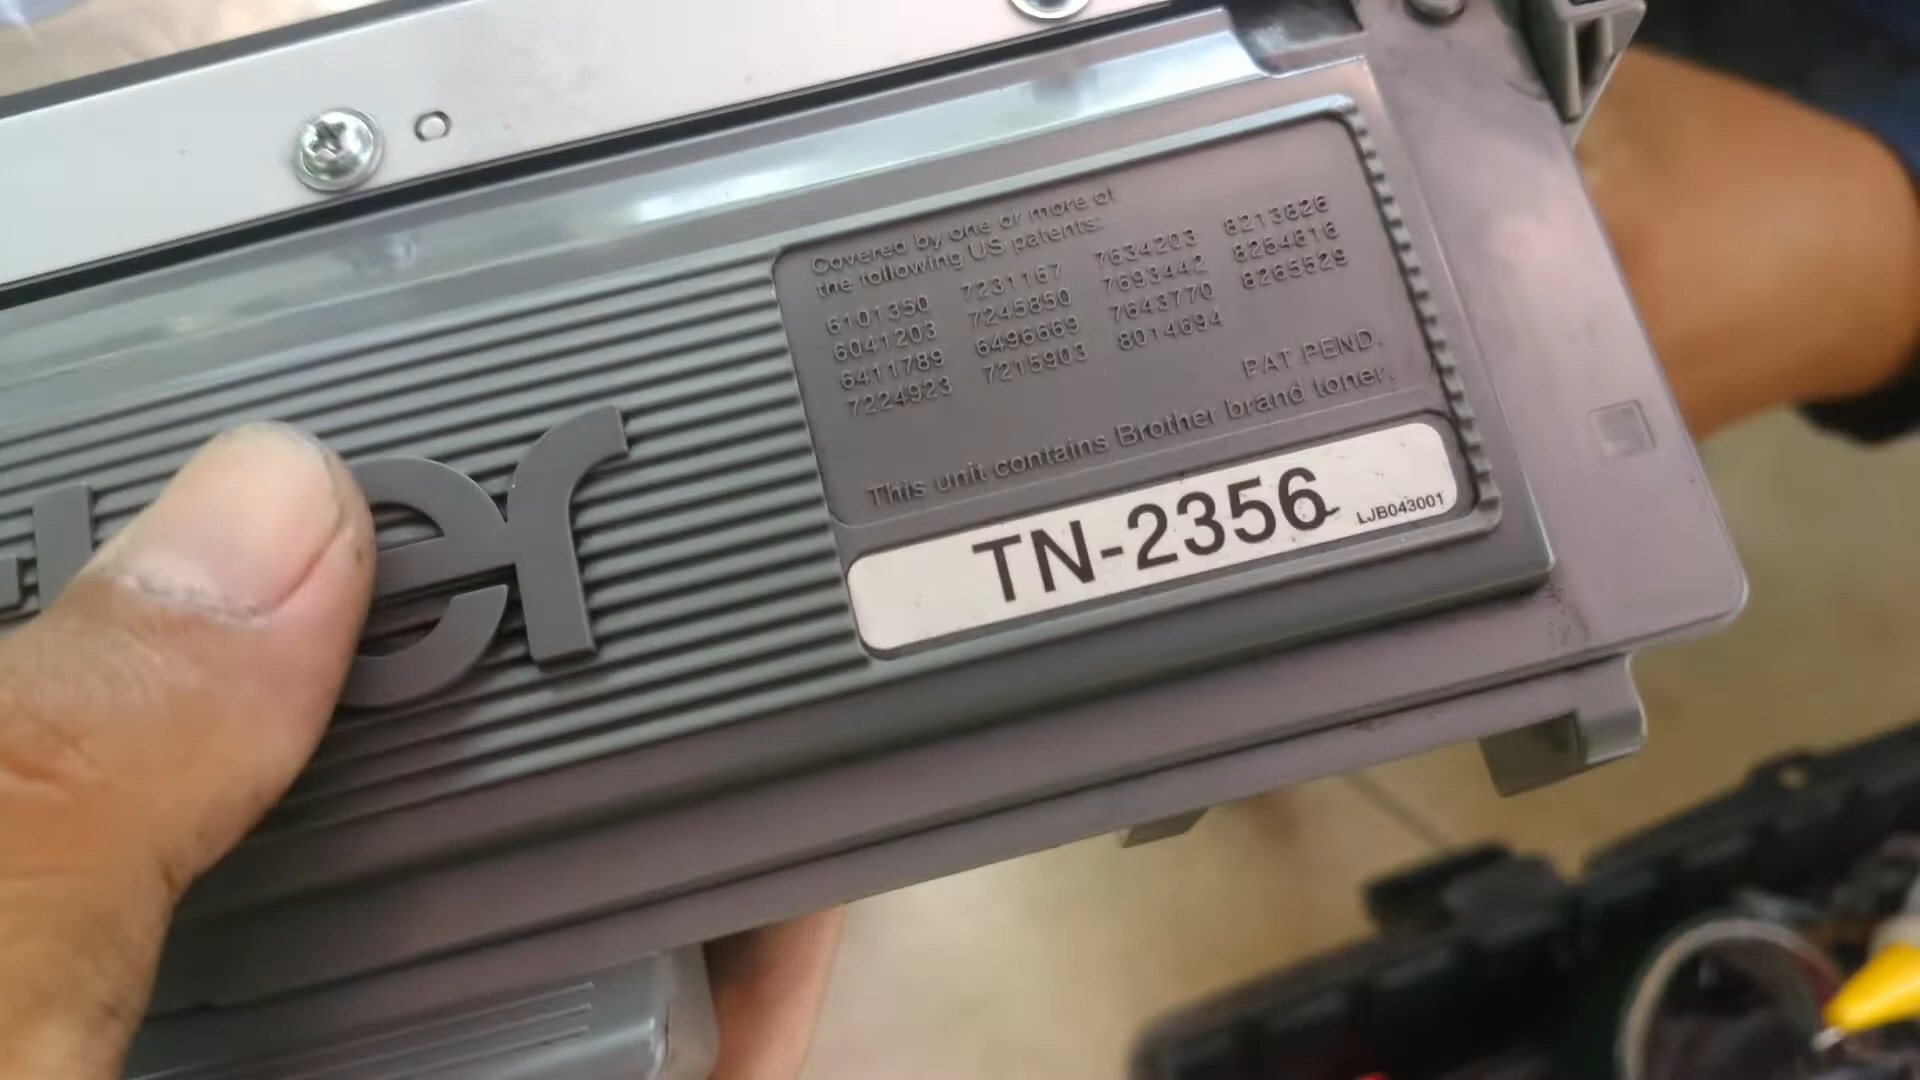 er
Covered by one or more of
the following US patents:
6101350 7231167 7634203 8213826
6041203 7245850 7693442 8254816
6411789 6496669 7643770 8265529
7224923 7215903 8014694
PAT PEND.
This unit contains Brother brand toner.
TN-2356
LJB043001